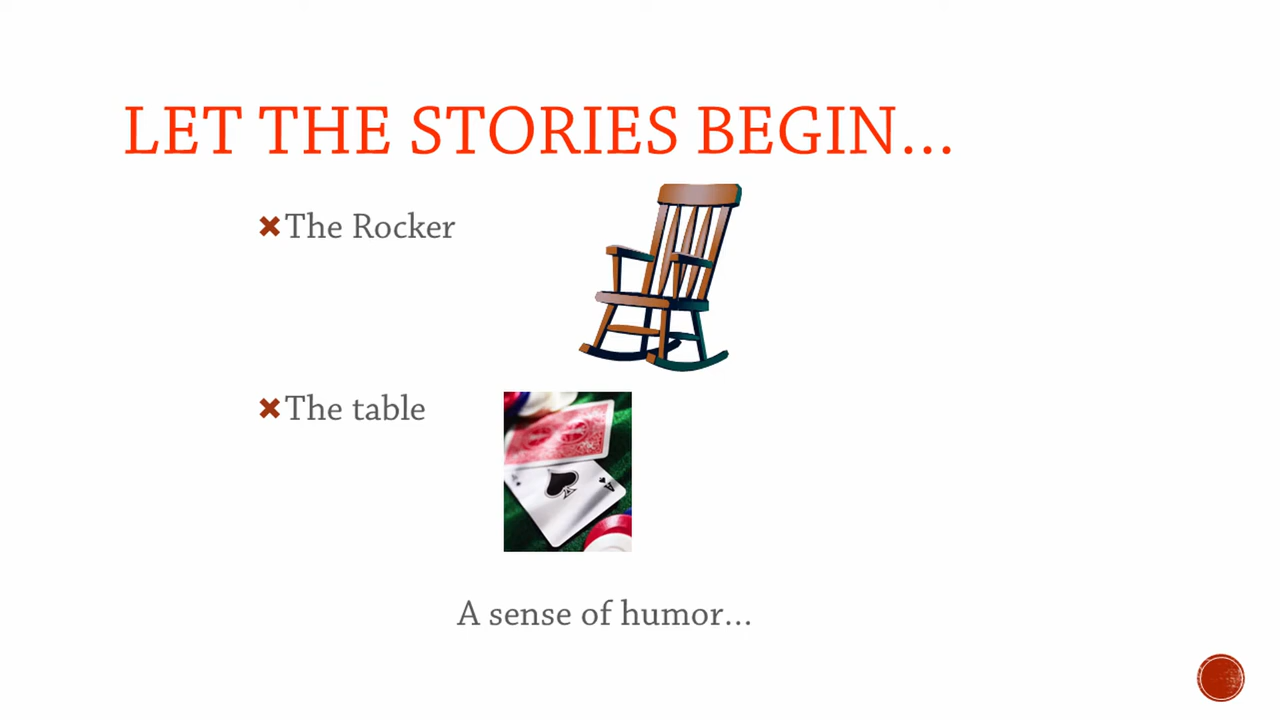 LET THE STORIES BEGIN...
The Rocker
The table
A
A sense of humor...